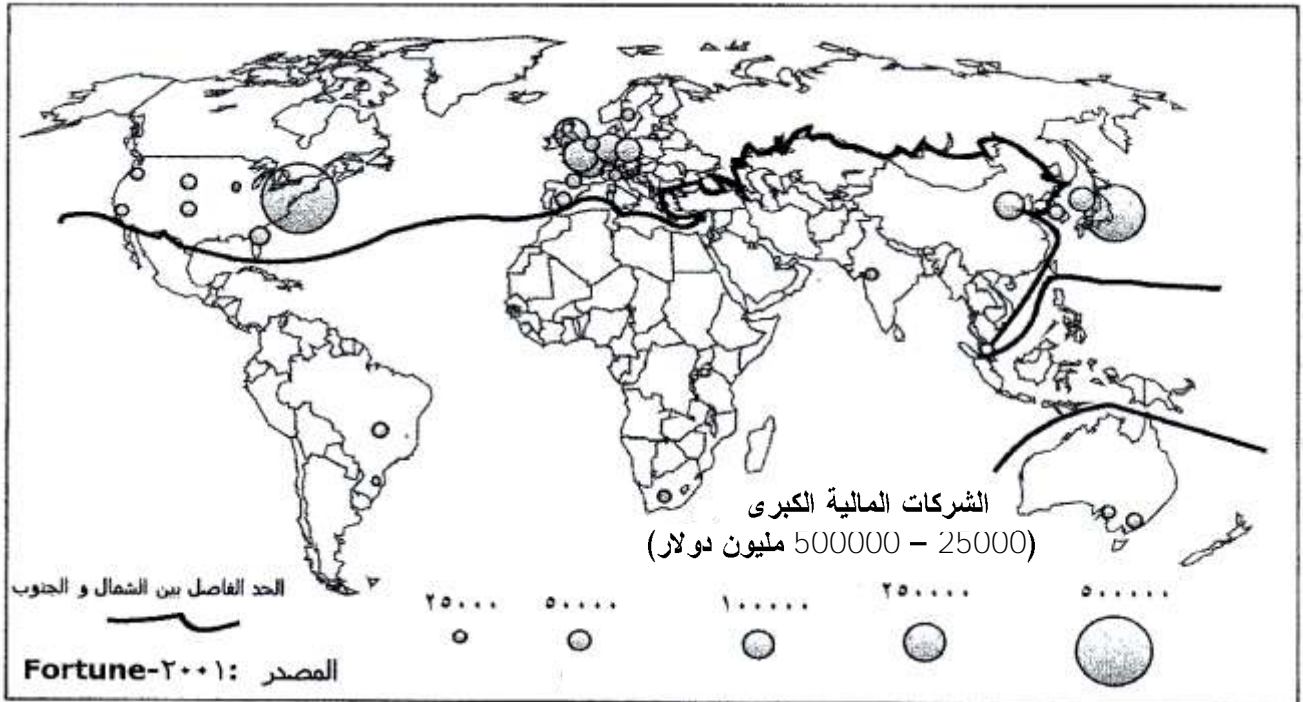 الشركات المالية الكبرى
(25000 – 500000 مليون دولار)
الحد الفاصل بين الشمال و الجنوب
٢٥٠٠٠
٥٠٠٠٠
١٠٠٠٠٠
٢٥٠٠٠٠
٥٠٠٠٠٠
المصدر :Fortune-٢٠٠١